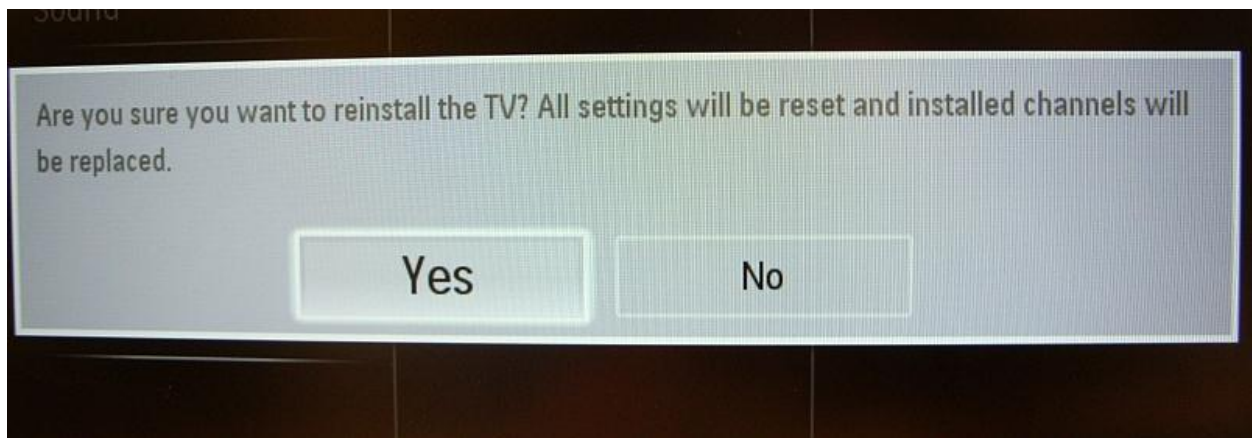 Sound
Are you sure you want to reinstall the TV? All settings will be reset and installed channels will
be replaced.
Yes
No